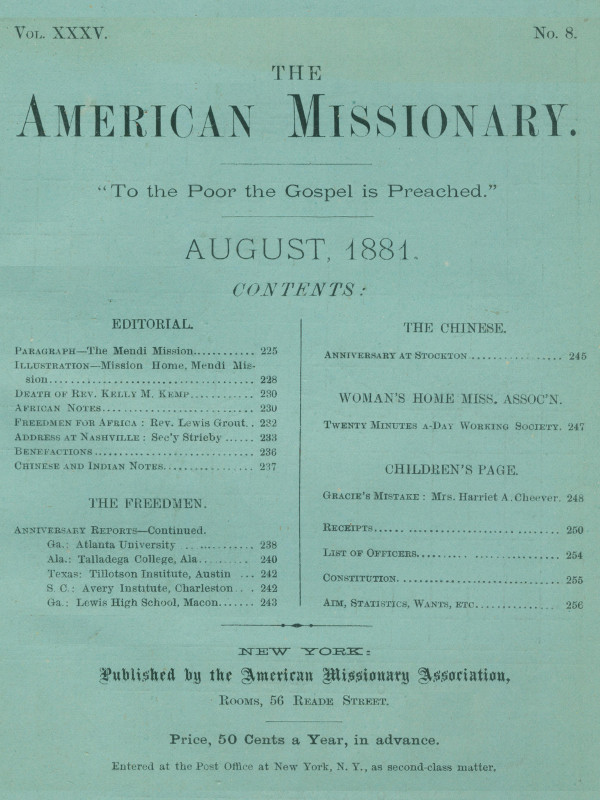 VOL. XXXV.
No. 8.
THE
AMERICAN MISSIONARY.
"To the Poor the Gospel is Preached."
AUGUST, 1881.
CONTENTS:
EDITORIAL.
PARAGRAPH—The Mendi Mission........... 225
ILLUSTRATION—Mission Home, Mendi Mis-
sion..................................... 228
DEATH OF REV. KELLY M. KEMP........... 230
AFRICAN NOTES........................... 230
FREEDMEN FOR AFRICA: Rev. Lewis Grout.. 232
ADDRESS AT NASHVILLE: Sec'y Strieby ...... 233
BENEFACTIONS............................ 236
CHINESE AND INDIAN NOTES................ 237
THE FREEDMEN.
ANNIVERSARY REPORTS—Continued.
Ga.: Atlanta University ............. 238
Ala.: Talladega College, Ala.......... 240
Texas: Tillotson Institute, Austin ... 242
S C.: Avery Institute, Charleston.. . 242
Ga.: Lewis High School, Macon....... 243
THE CHINESE.
ANNIVERSARY AT STOCKTON................ 245
WOMAN'S HOME MISS. ASSOC'N.
TWENTY MINUTES A-DAY WORKING SOCIETY. 247
CHILDREN'S PAGE.
GRACIE'S MISTAKE: Mrs. Harriet A. Cheever. 248
RECEIPTS................................ 250
LIST OF OFFICERS........................ 254
CONSTITUTION............................ 255
AIM, STATISTICS, WANTS, ETC............. 256
NEW YORK:
Published by the American Missionary Association,
ROOMS, 56 READE STREET.
Price, 50 Cents a Year, in advance.
Entered at the Post Office at New York, N. Y., as second-class matter.